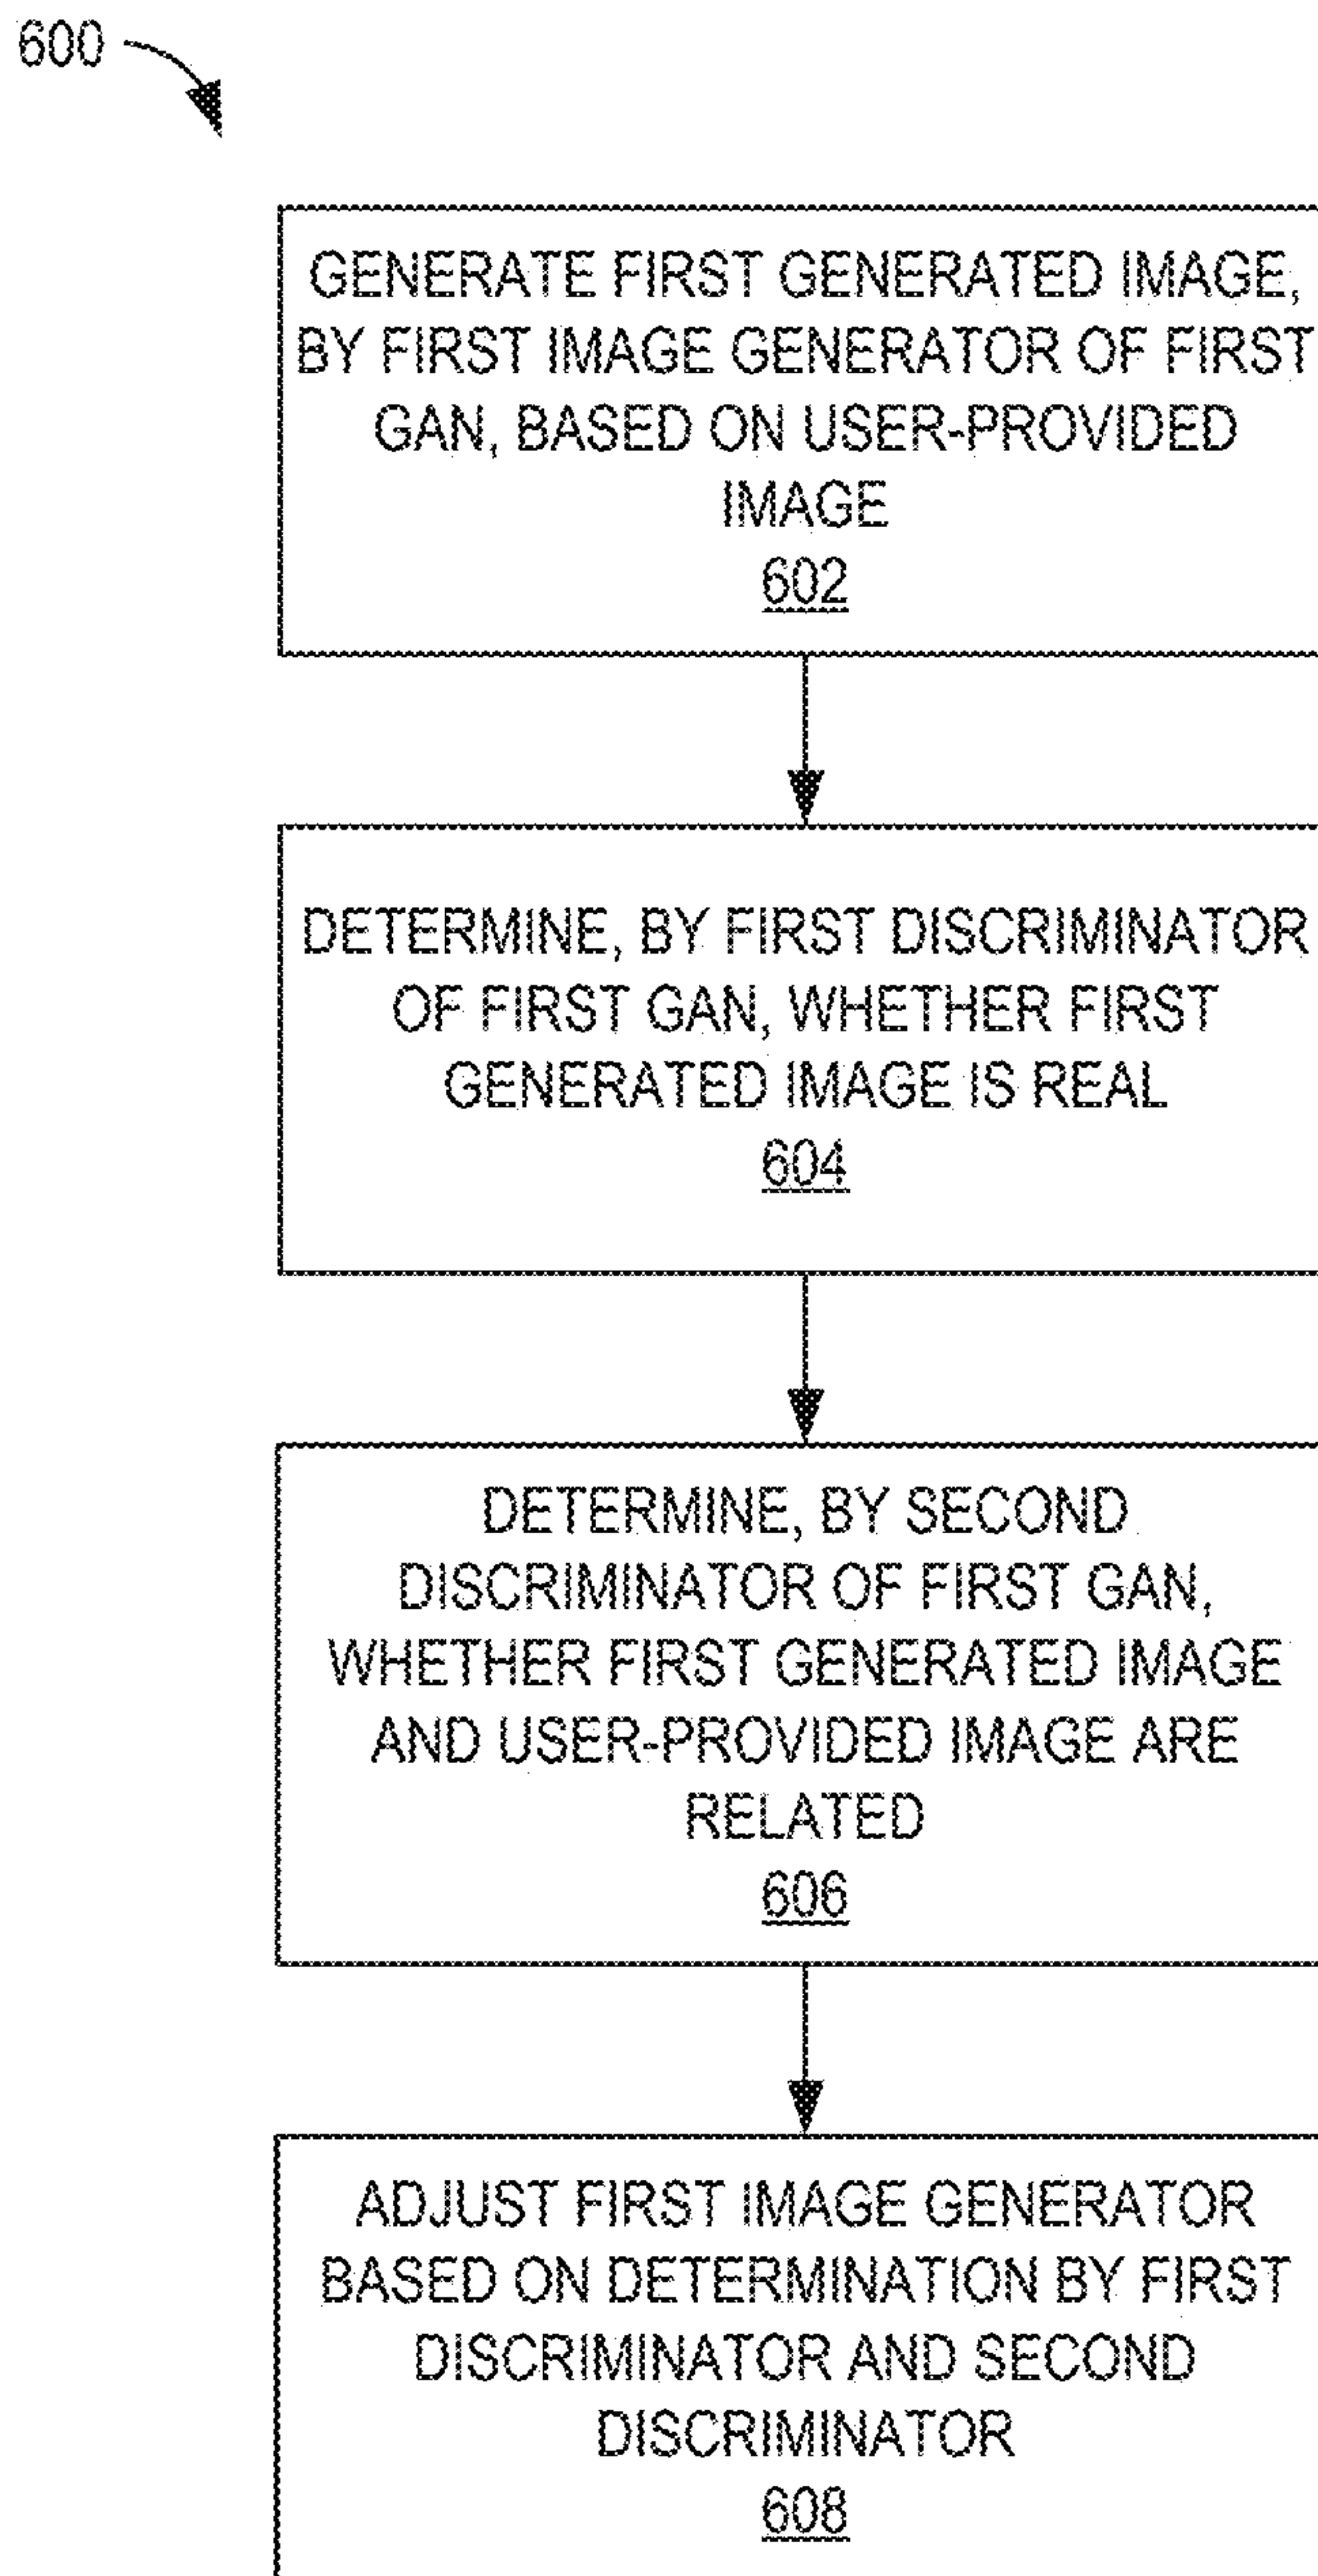 600
GENERATE FIRST GENERATED IMAGE,
BY FIRST IMAGE GENERATOR OF FIRST
GAN, BASED ON USER-PROVIDED
IMAGE
602
DETERMINE, BY FIRST DISCRIMINATOR
OF FIRST GAN, WHETHER FIRST
GENERATED IMAGE IS REAL
604
DETERMINE, BY SECOND
DISCRIMINATOR OF FIRST GAN,
WHETHER FIRST GENERATED IMAGE
AND USER-PROVIDED IMAGE ARE
RELATED
606
ADJUST FIRST IMAGE GENERATOR
BASED ON DETERMINATION BY FIRST
DISCRIMINATOR AND SECOND
DISCRIMINATOR
608